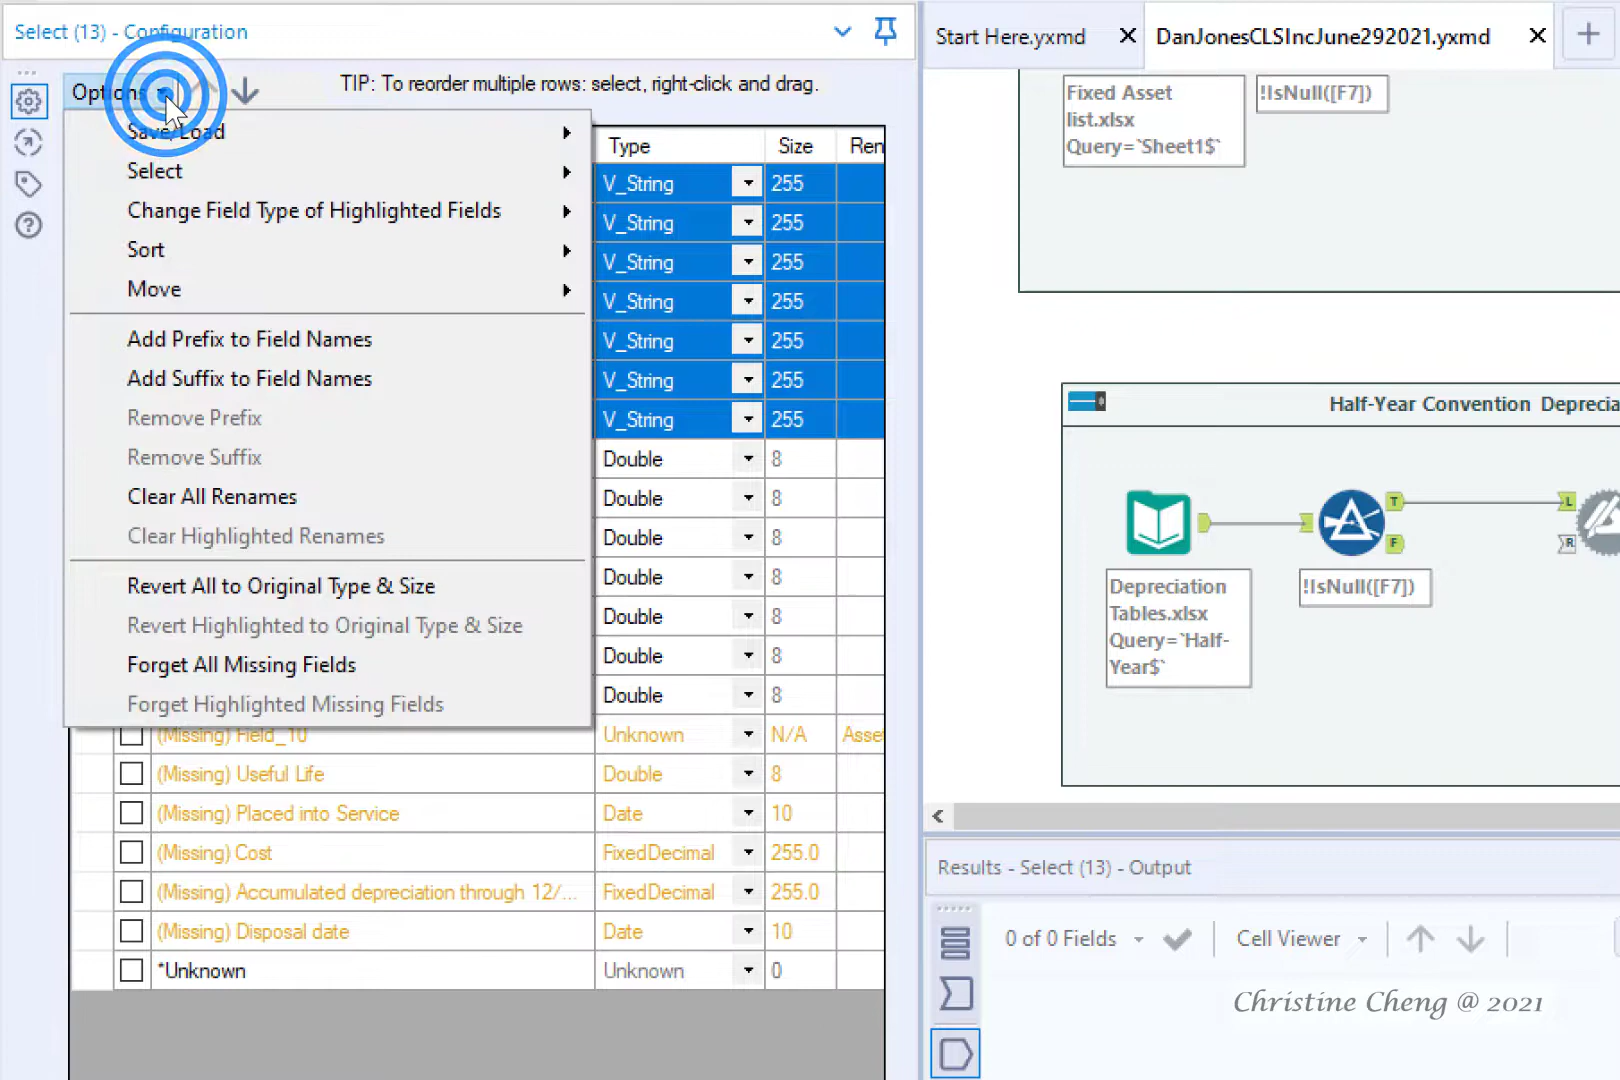 Select (13) - Configuration
Start Here.yxmd
DanJonesCLSIncJune292021.yxmd
Options
TIP: To reorder multiple rows: select, right-click and drag.
Save/Load
Select
Change Field Type of Highlighted Fields
Sort
Move
Add Prefix to Field Names
Add Suffix to Field Names
Remove Prefix
Remove Suffix
Clear All Renames
Clear Highlighted Renames
Revert All to Original Type & Size
Revert Highlighted to Original Type & Size
Forget All Missing Fields
Forget Highlighted Missing Fields
Type Size Ren
V_String 255
V_String 255
V_String 255
V_String 255
V_String 255
V_String 255
V_String 255
Double 8
Double 8
Double 8
Double 8
Double 8
Double 8
Double 8
(Missing) Field_10 Unknown N/A Asse
(Missing) Useful Life Double 8
(Missing) Placed into Service Date 10
(Missing) Cost FixedDecimal 255.0
(Missing) Accumulated depreciation through 12/... FixedDecimal 255.0
(Missing) Disposal date Date 10
*Unknown Unknown 0
Fixed Asset
list.xlsx
Query=`Sheet1$`
!IsNull([F7])
Half-Year Convention Deprecia
T
F
L
R
Depreciation
Tables.xlsx
Query=`Half-
Year$`
!IsNull([F7])
Results - Select (13) - Output
0 of 0 Fields
Cell Viewer
Christine Cheng @ 2021